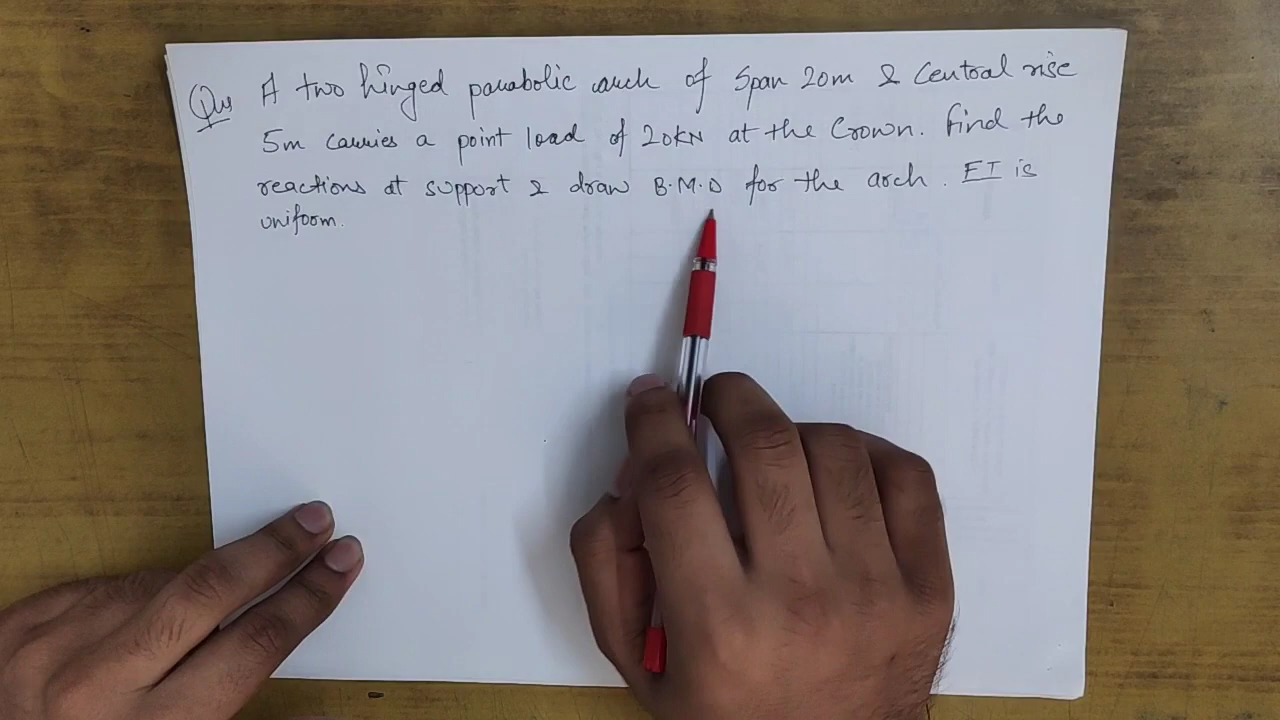 Qus A two hinged parabolic arch of Span 20m & Central rise
5m carries a point load of 20KN at the Crown. Find the
reactions at support & draw B.M.D for the arch. EI is
uniform.